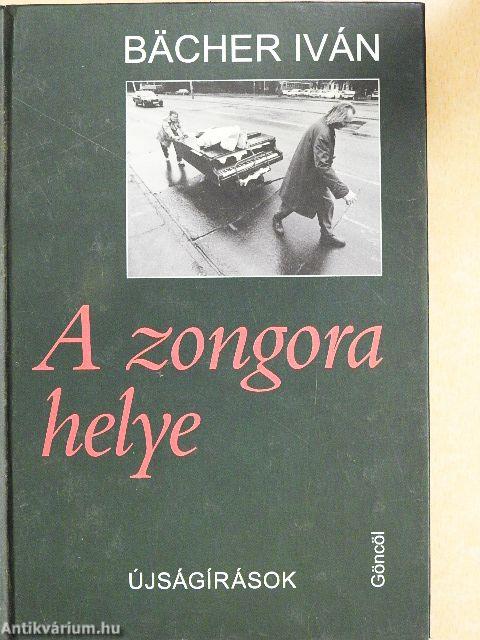 BÄCHER IVÁN
A zongora
helye
ÚJSÁGÍRÁSOK
Göncöl
Antikvárium.hu